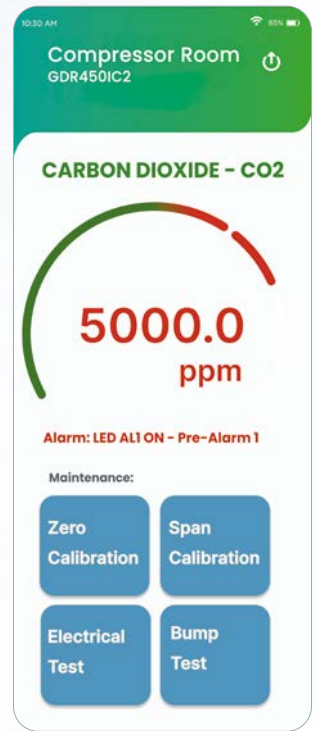 10:30 AM 85%
Compressor Room
GDR450IC2
CARBON DIOXIDE - CO2
5000.0
ppm
Alarm: LED AL1 ON - Pre-Alarm 1
Maintenance:
Zero
Calibration
Span
Calibration
Electrical
Test
Bump
Test